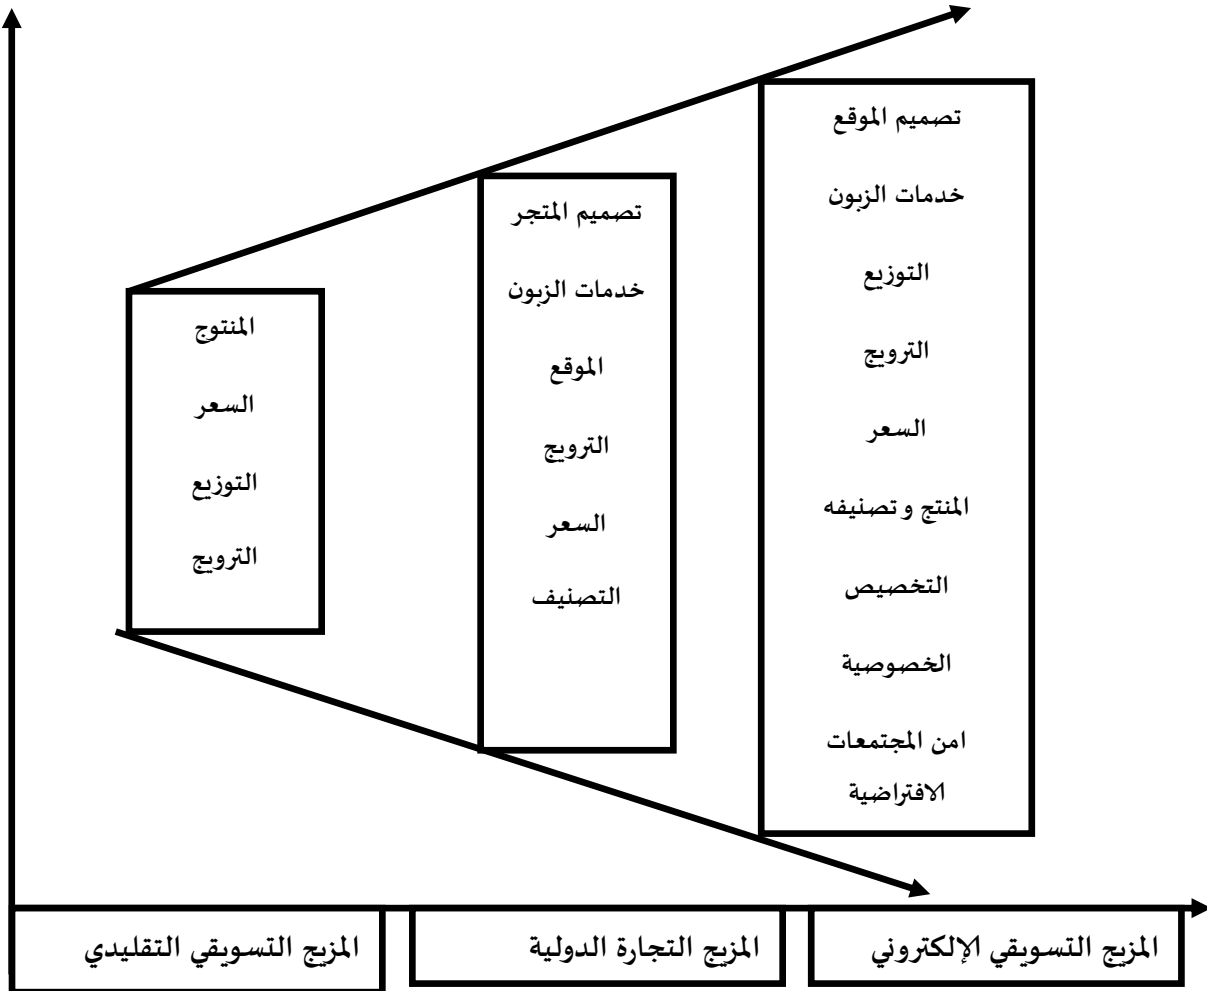 المنتوج
السعر
التوزيع
الترويج
تصميم المتجر
خدمات الزبون
الموقع
الترويج
السعر
التصنيف
تصميم الموقع
خدمات الزبون
التوزيع
الترويج
السعر
المنتج و تصنيفه
التخصيص
الخصوصية
امن المجتمعات
الافتراضية
المزيج التسويقي التقليدي
المزيج التجارة الدولية
المزيج التسويقي الإلكتروني